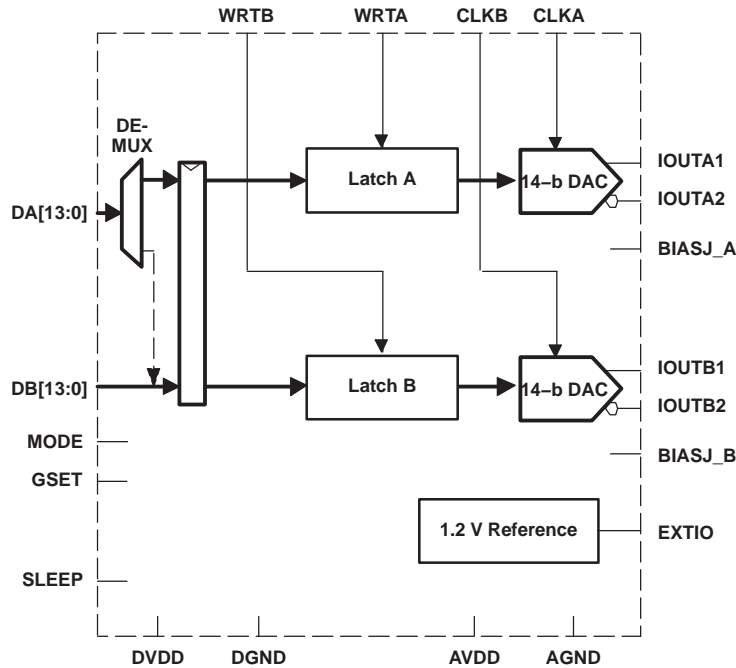 WRTB WRTA CLKB CLKA
DE-
MUX
Latch A
14–b DAC
IOUTA1
IOUTA2
DA[13:0]
BIASJ_A
DB[13:0]
Latch B
14–b DAC
IOUTB1
IOUTB2
MODE
BIASJ_B
GSET
1.2 V Reference
EXTIO
SLEEP
DVDD DGND AVDD AGND